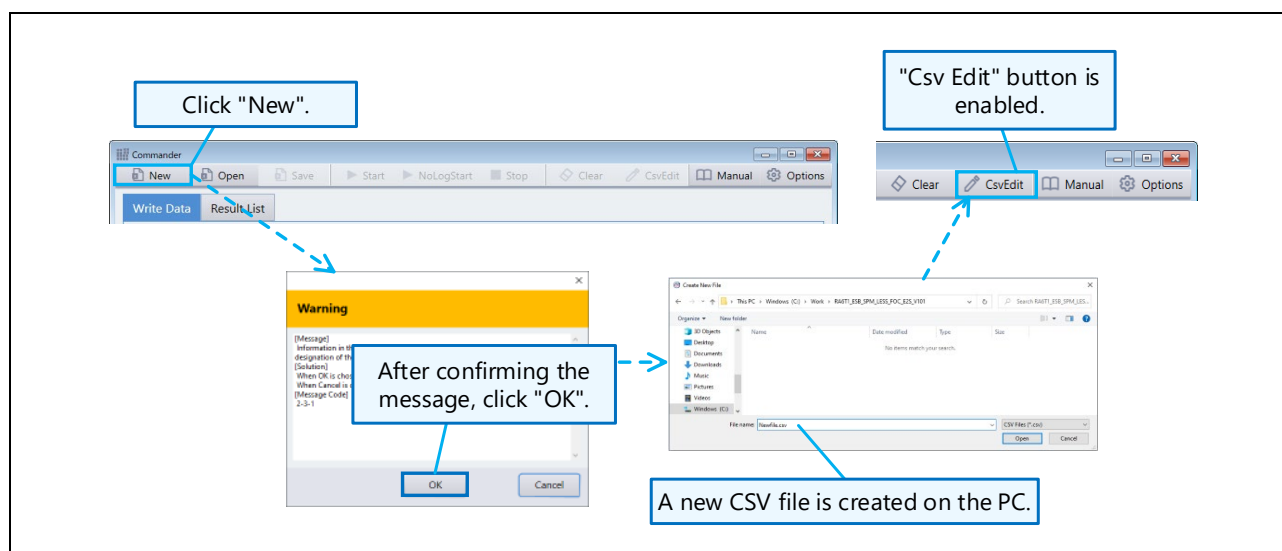 Click "New".
"Csv Edit" button is
enabled.
Commander
New Open Save Start NoLogStart Stop Clear CsvEdit Manual Options
Write Data Result List
Clear CsvEdit Manual Options
Warning
[Message]
Information in th
designation of th
[Solution]
When OK is chos
When Cancel is
[Message Code]
2-3-1
After confirming the
message, click "OK".
OK Cancel
Create New File
This PC > Windows (C:) > Work > RA6T1_ESB_SPM_LESS_FOC_E2S_V101
Search RA6T1_ESB_SPM_LES...
Organize New folder
Name Date modified Type Size
No items match your search.
3D Objects
Desktop
Documents
Downloads
Music
Pictures
Videos
Windows (C:)
File name: Newfile.csv CSV Files (*.csv)
Open Cancel
A new CSV file is created on the PC.